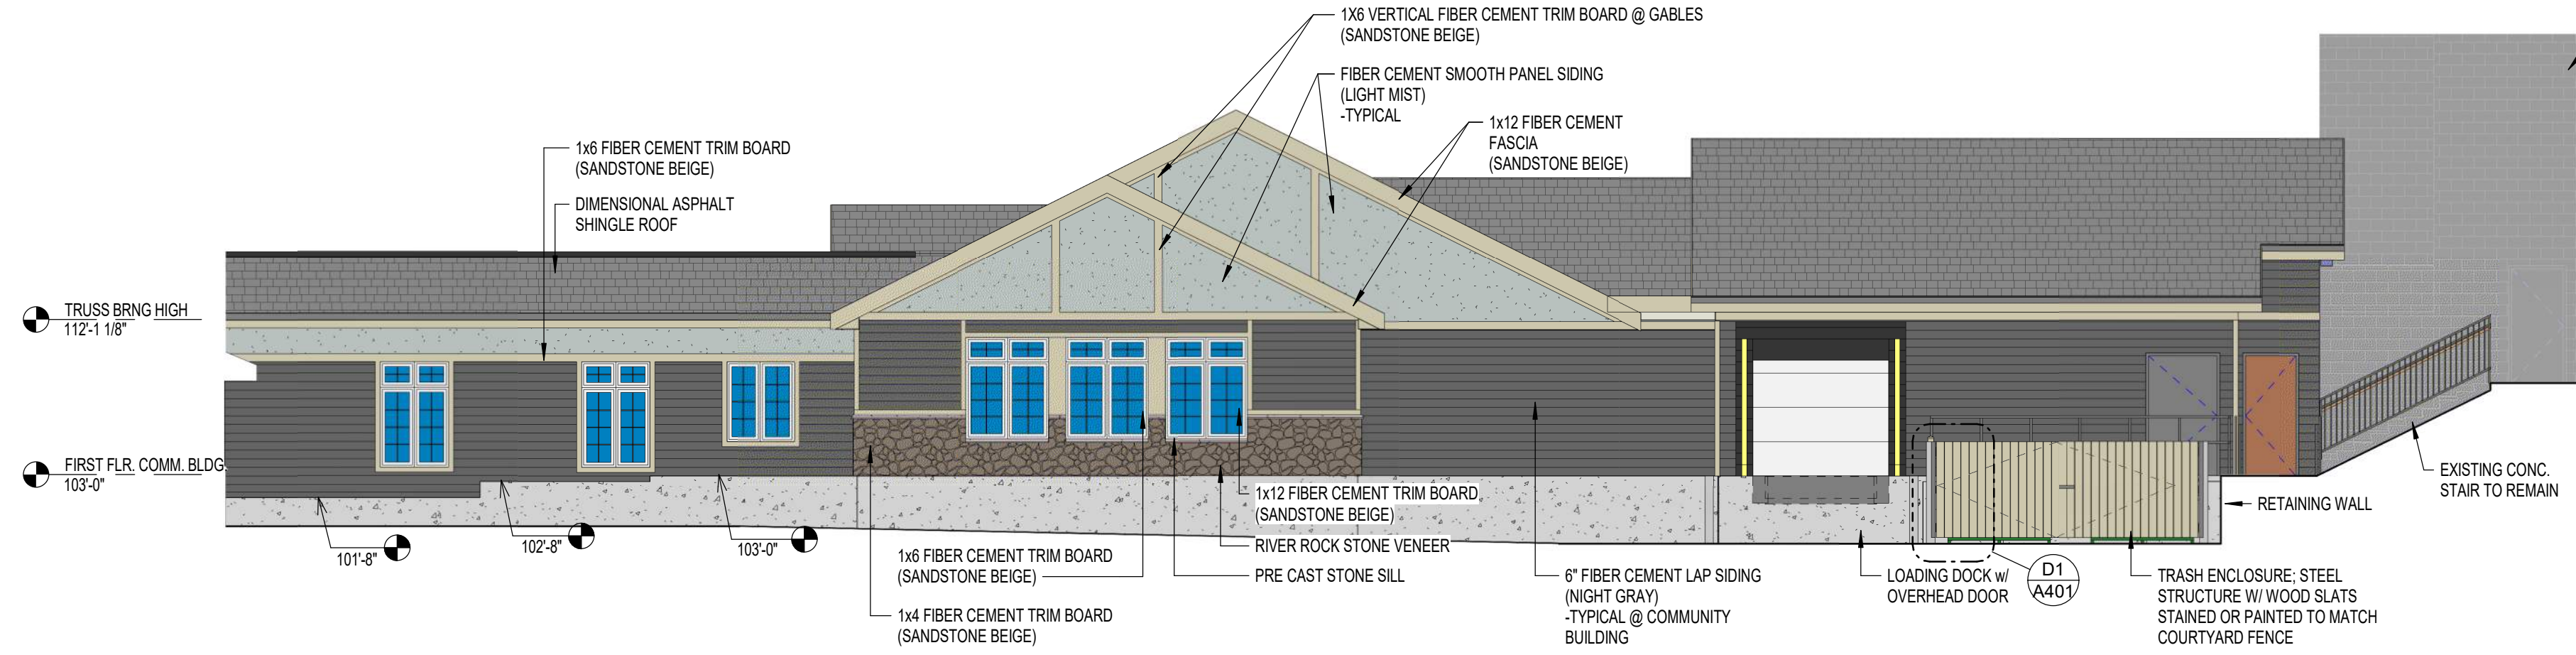 1X6 VERTICAL FIBER CEMENT TRIM BOARD @ GABLES
(SANDSTONE BEIGE)
FIBER CEMENT SMOOTH PANEL SIDING
(LIGHT MIST)
-TYPICAL
1x12 FIBER CEMENT
FASCIA
(SANDSTONE BEIGE)
1x6 FIBER CEMENT TRIM BOARD
(SANDSTONE BEIGE)
DIMENSIONAL ASPHALT
SHINGLE ROOF
TRUSS BRNG HIGH
112'-1 1/8"
FIRST FLR. COMM. BLDG.
103'-0"
101'-8"
102'-8"
103'-0"
1x6 FIBER CEMENT TRIM BOARD
(SANDSTONE BEIGE)
1x4 FIBER CEMENT TRIM BOARD
(SANDSTONE BEIGE)
1x12 FIBER CEMENT TRIM BOARD
(SANDSTONE BEIGE)
RIVER ROCK STONE VENEER
PRE CAST STONE SILL
6" FIBER CEMENT LAP SIDING
(NIGHT GRAY)
-TYPICAL @ COMMUNITY
BUILDING
LOADING DOCK w/
OVERHEAD DOOR
D1
A401
TRASH ENCLOSURE; STEEL
STRUCTURE W/ WOOD SLATS
STAINED OR PAINTED TO MATCH
COURTYARD FENCE
RETAINING WALL
EXISTING CONC.
STAIR TO REMAIN